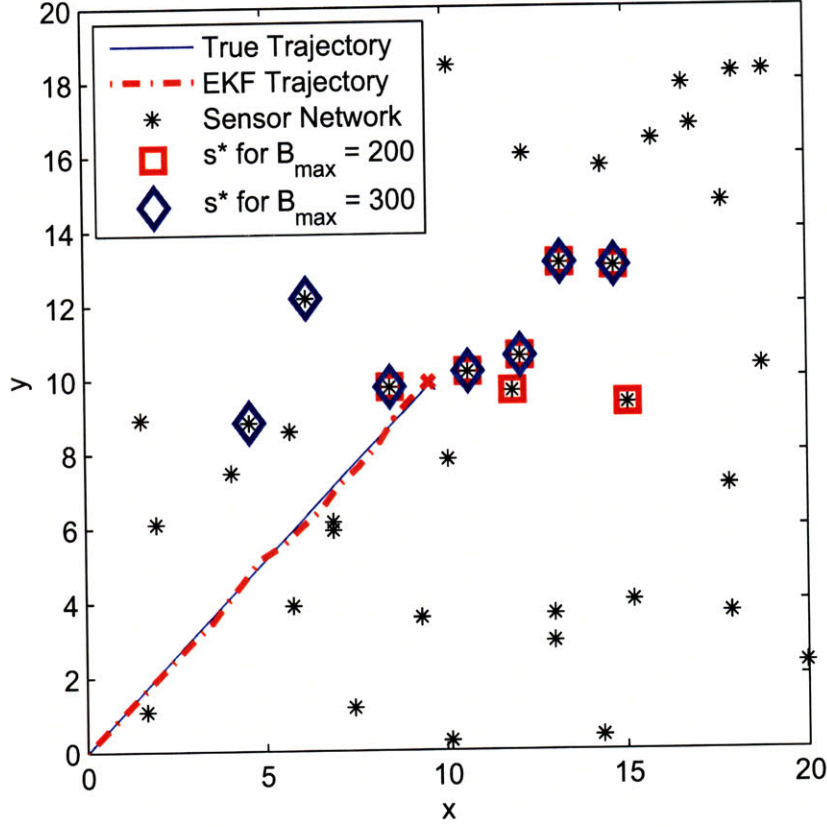 20
18
16
14
12
10
8
6
4
2
0
y
True Trajectory
EKF Trajectory
Sensor Network
s* for B_max = 200
s* for B_max = 300
0 5 10 15 20
x